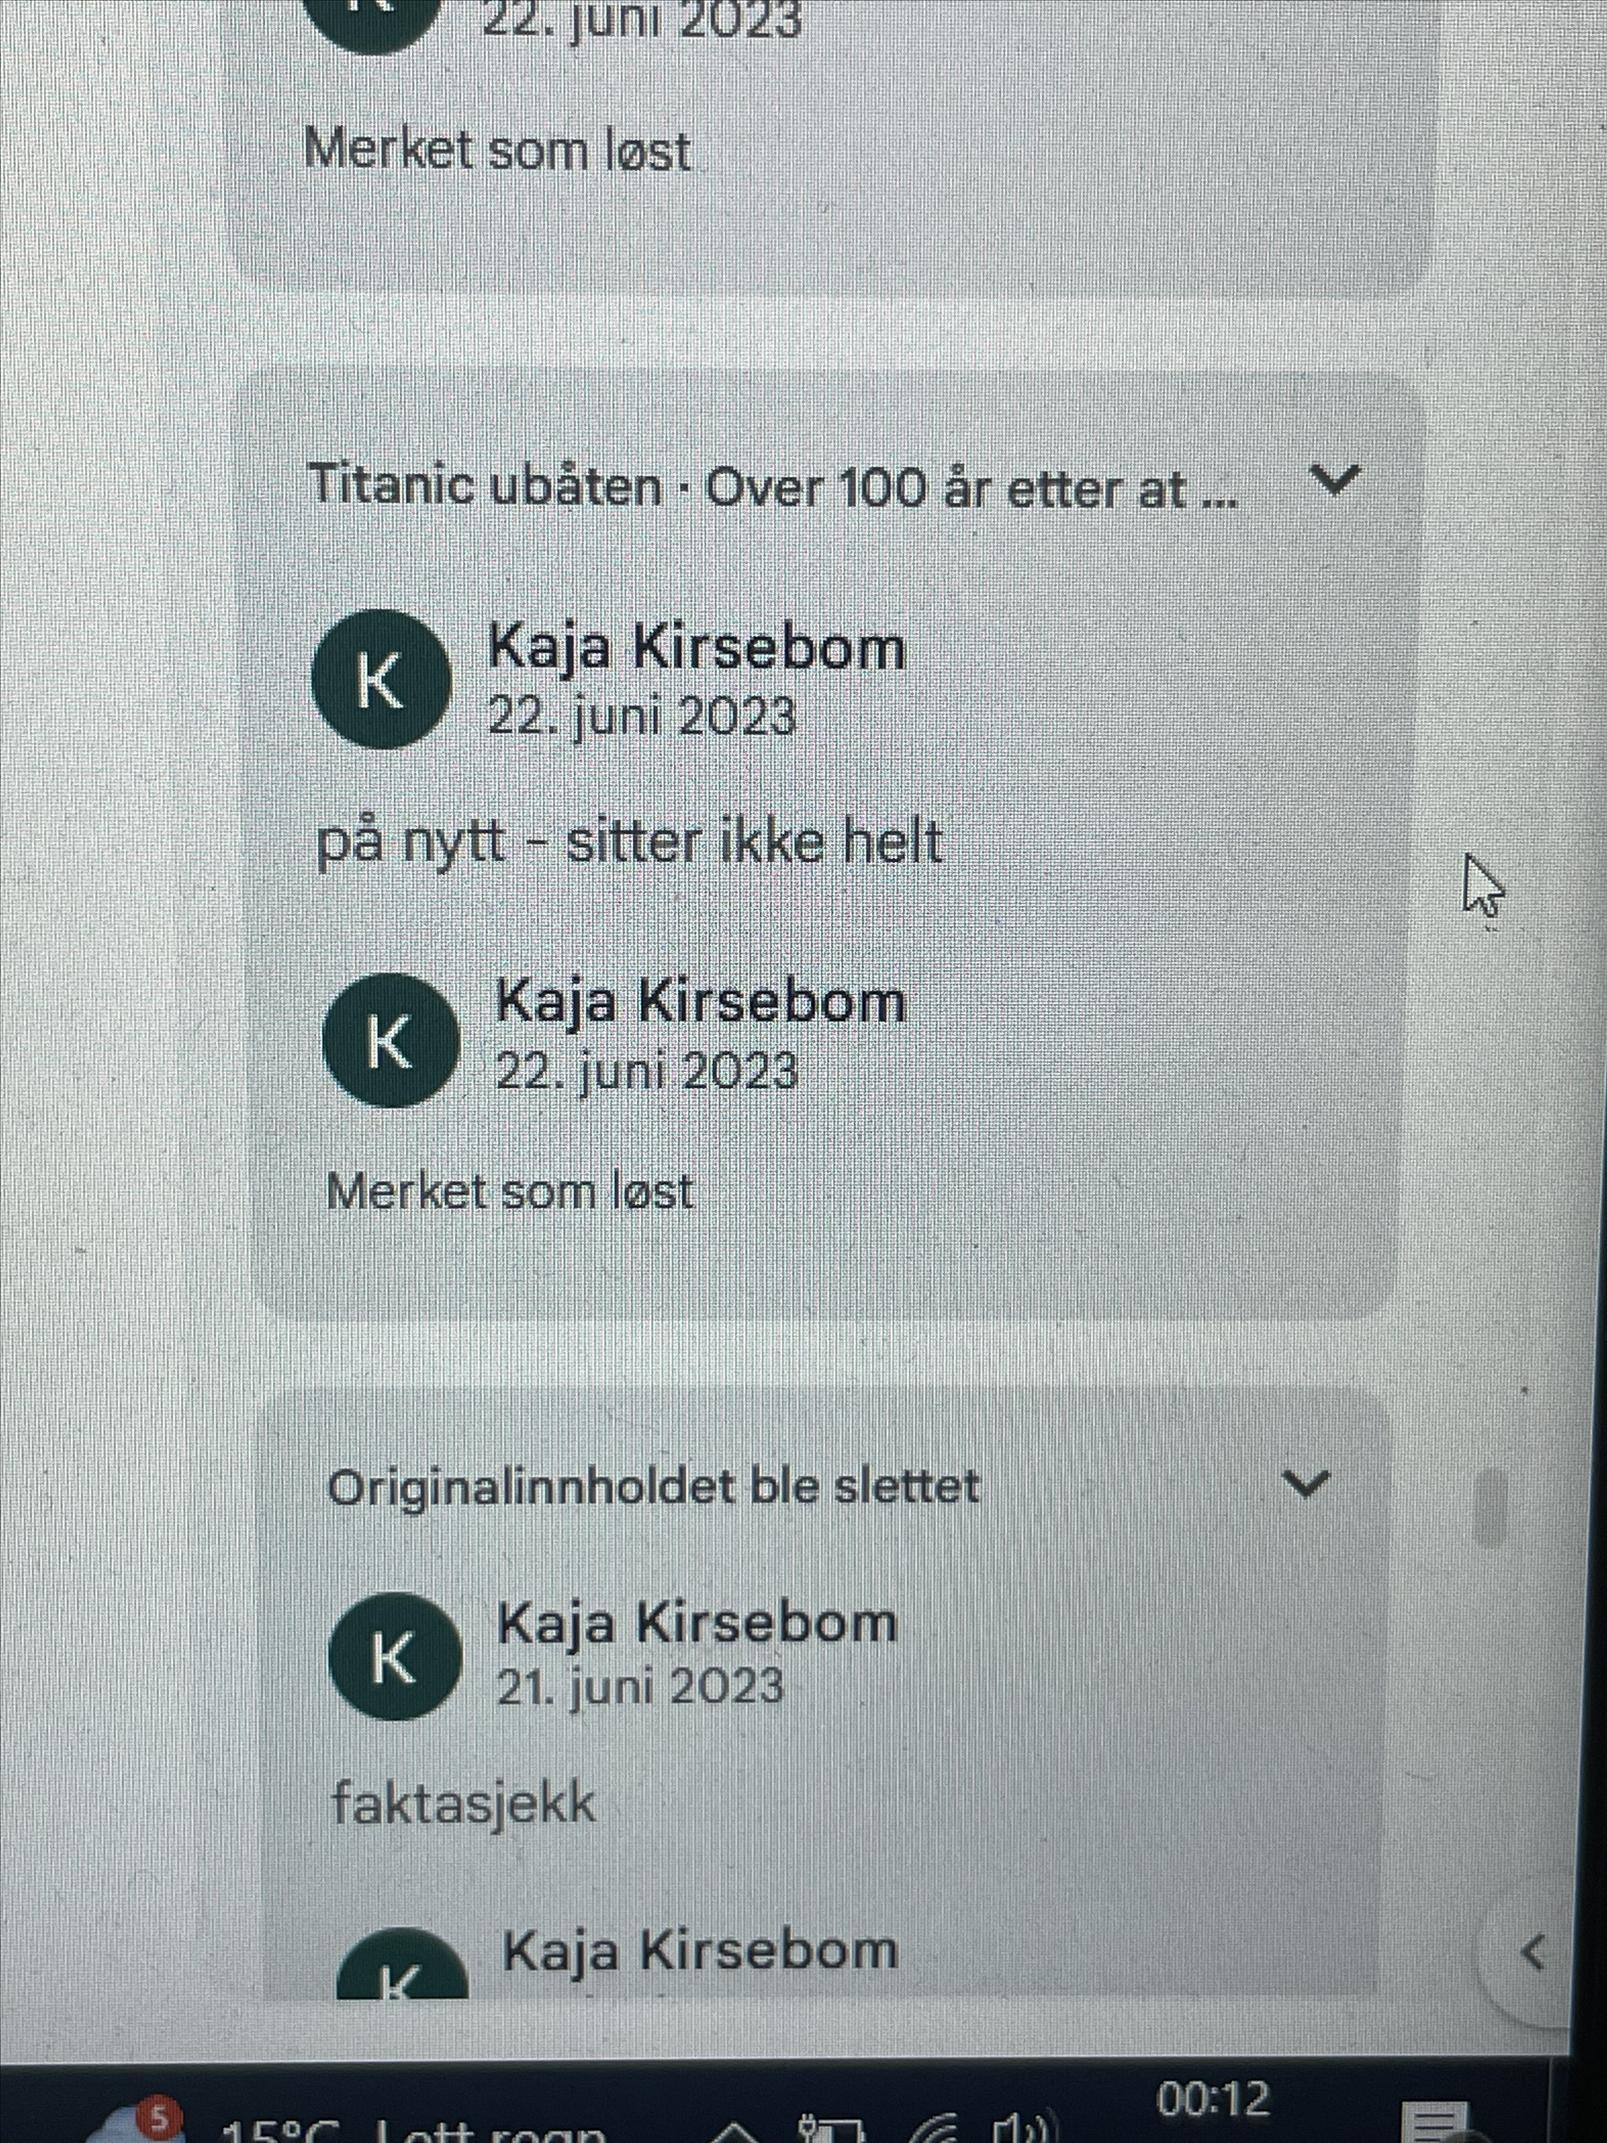 K
22. juni 2023
Merket som løst
Titanic ubåten · Over 100 år etter at ...
K
Kaja Kirsebom
22. juni 2023
på nytt - sitter ikke helt
K
Kaja Kirsebom
22. juni 2023
Merket som løst
Originalinnholdet ble slettet
K
Kaja Kirsebom
21. juni 2023
faktasjekk
K
Kaja Kirsebom
5
15°C Lett regn
00:12